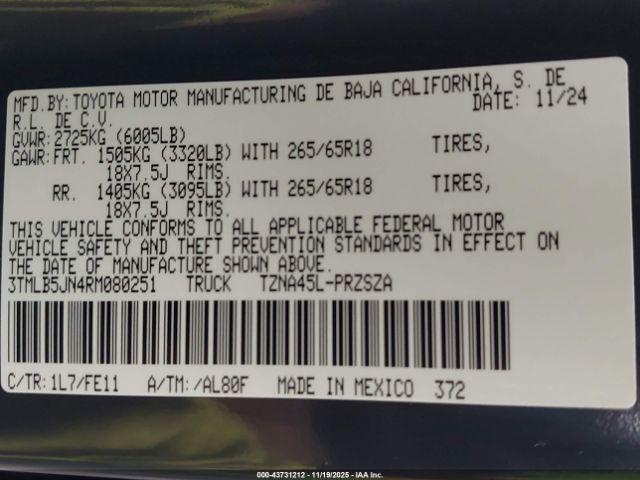 MFD.BY: TOYOTA MOTOR MANUFACTURING DE BAJA CALIFORNIA, S. DE
R.L. DE C.V. DATE: 11/24
GVWR: 2725KG (6005LB)
GAWR: FRT. 1505KG (3320LB) WITH 265/65R18 TIRES,
18X7.5J RIMS.
RR. 1405KG (3095LB) WITH 265/65R18 TIRES,
18X7.5J RIMS.
THIS VEHICLE CONFORMS TO ALL APPLICABLE FEDERAL MOTOR
VEHICLE SAFETY AND THEFT PREVENTION STANDARDS IN EFFECT ON
THE DATE OF MANUFACTURE SHOWN ABOVE.
3TMLB5JN4RM080251 TRUCK TZNA45L-PRZSZA
C/TR: 1L7/FE11 A/TM: /AL80F MADE IN MEXICO 372
000-43731212 - 11/19/2025 - IAA Inc.